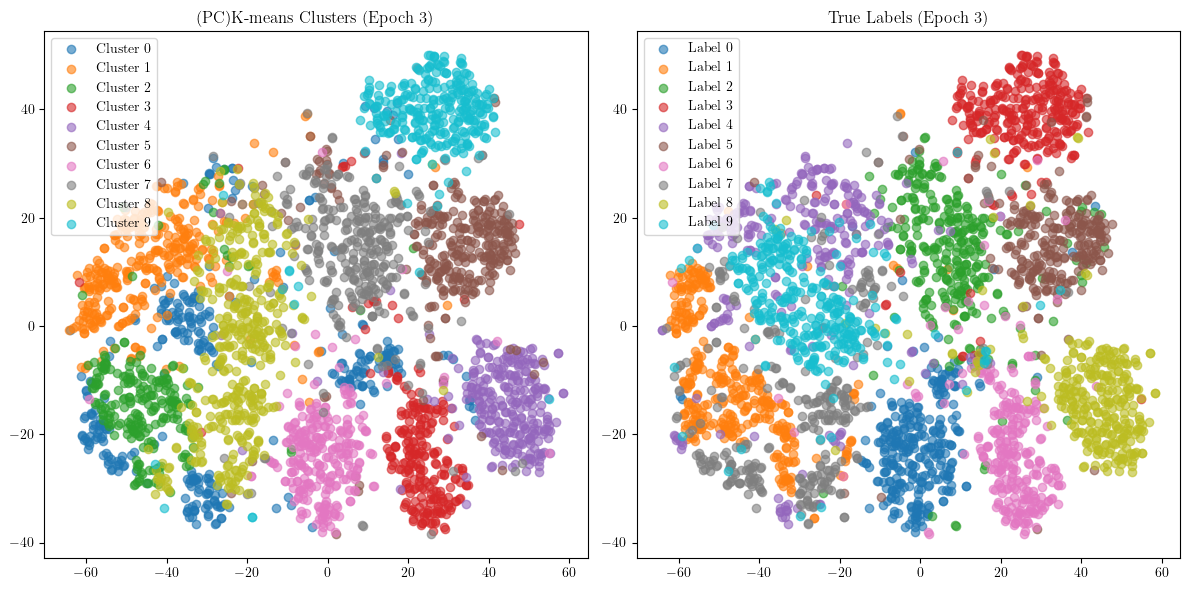 (PC)K-means Clusters (Epoch 3)
Cluster 0
Cluster 1
Cluster 2
Cluster 3
Cluster 4
Cluster 5
Cluster 6
Cluster 7
Cluster 8
Cluster 9
40
20
0
−20
−40
−60
−40
−20
0
20
40
60
True Labels (Epoch 3)
Label 0
Label 1
Label 2
Label 3
Label 4
Label 5
Label 6
Label 7
Label 8
Label 9
40
20
0
−20
−40
−60
−40
−20
0
20
40
60